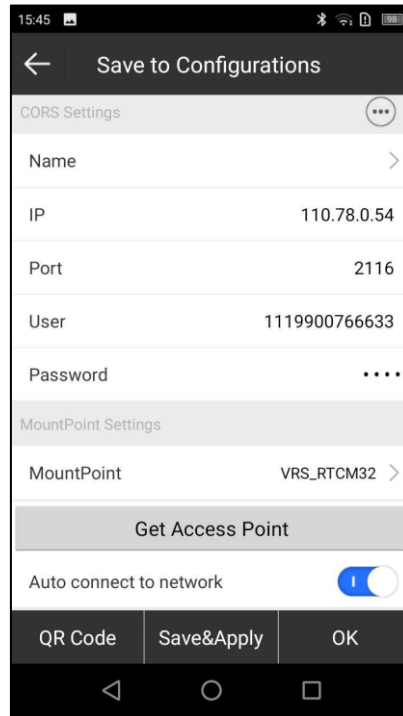 15:45
98
Save to Configurations
CORS Settings
Name
IP 110.78.0.54
Port 2116
User 1119900766633
Password ••••
MountPoint Settings
MountPoint VRS_RTCM32
Get Access Point
Auto connect to network
QR Code Save&Apply OK